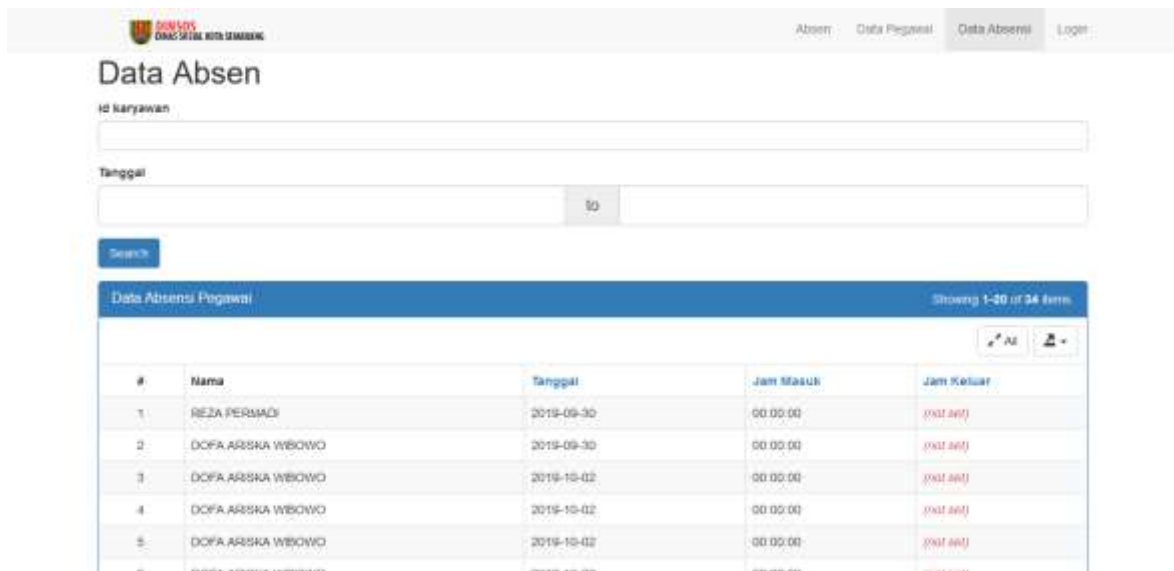 DINSOS
DINAS SOSIAL KOTA SEMARANG
Absen Data Pegawai Data Absensi Login
Data Absen
Id karyawan
Tanggal
to
Search
Data Absensi Pegawai Showing 1-20 of 34 items.
All
# Nama Tanggal Jam Masuk Jam Keluar
1 REZA PERMADI 2019-09-30 00:00:00 (not set)
2 DOFA ARISKA WIBOWO 2019-09-30 00:00:00 (not set)
3 DOFA ARISKA WIBOWO 2019-10-02 00:00:00 (not set)
4 DOFA ARISKA WIBOWO 2019-10-02 00:00:00 (not set)
5 DOFA ARISKA WIBOWO 2019-10-02 00:00:00 (not set)